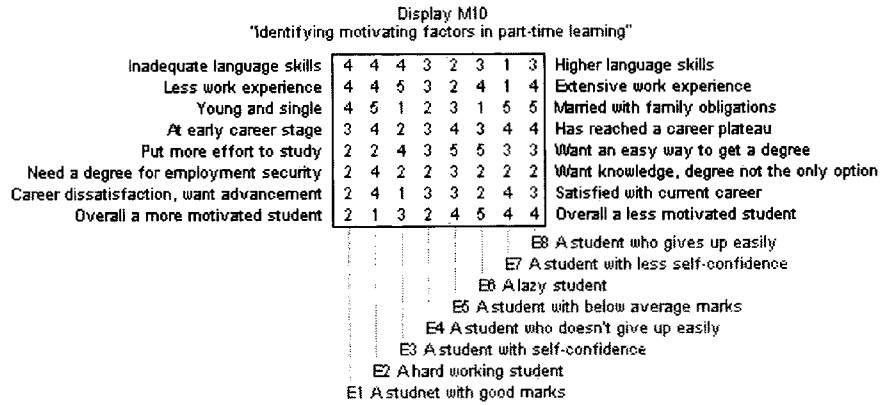 Display M10
"Identifying motivating factors in part-time learning"
Inadequate language skills 4 4 4 3 2 3 1 3 Higher language skills
Less work experience 4 4 5 3 2 4 1 4 Extensive work experience
Young and single 4 5 1 2 3 1 5 5 Married with family obligations
At early career stage 3 4 2 3 4 3 4 4 Has reached a career plateau
Put more effort to study 2 2 4 3 5 5 3 3 Want an easy way to get a degree
Need a degree for employment security 2 4 2 2 3 2 2 2 Want knowledge, degree not the only option
Career dissatisfaction, want advancement 2 4 1 3 3 2 4 3 Satisfied with current career
Overall a more motivated student 2 1 3 2 4 5 4 4 Overall a less motivated student
E8 A student who gives up easily
E7 A student with less self-confidence
E6 A lazy student
E5 A student with below average marks
E4 A student who doesn't give up easily
E3 A student with self-confidence
E2 A hard working student
E1 A studnet with good marks